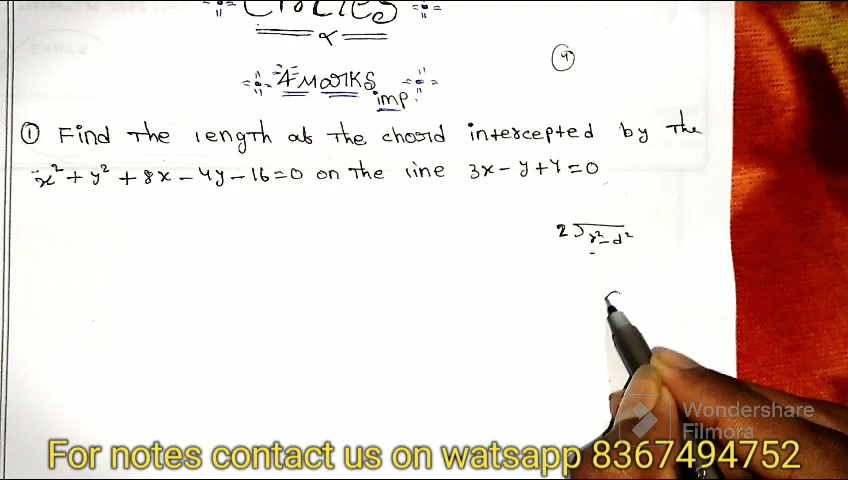 Circles
4 Marks
imp.
4
① Find the length of the chord intercepted by the
x² + y² + 8x - 4y - 16 = 0 on the line 3x - y + 4 = 0
2√r² - d²
Wondershare
Filmora
For notes contact us on watsapp 8367494752